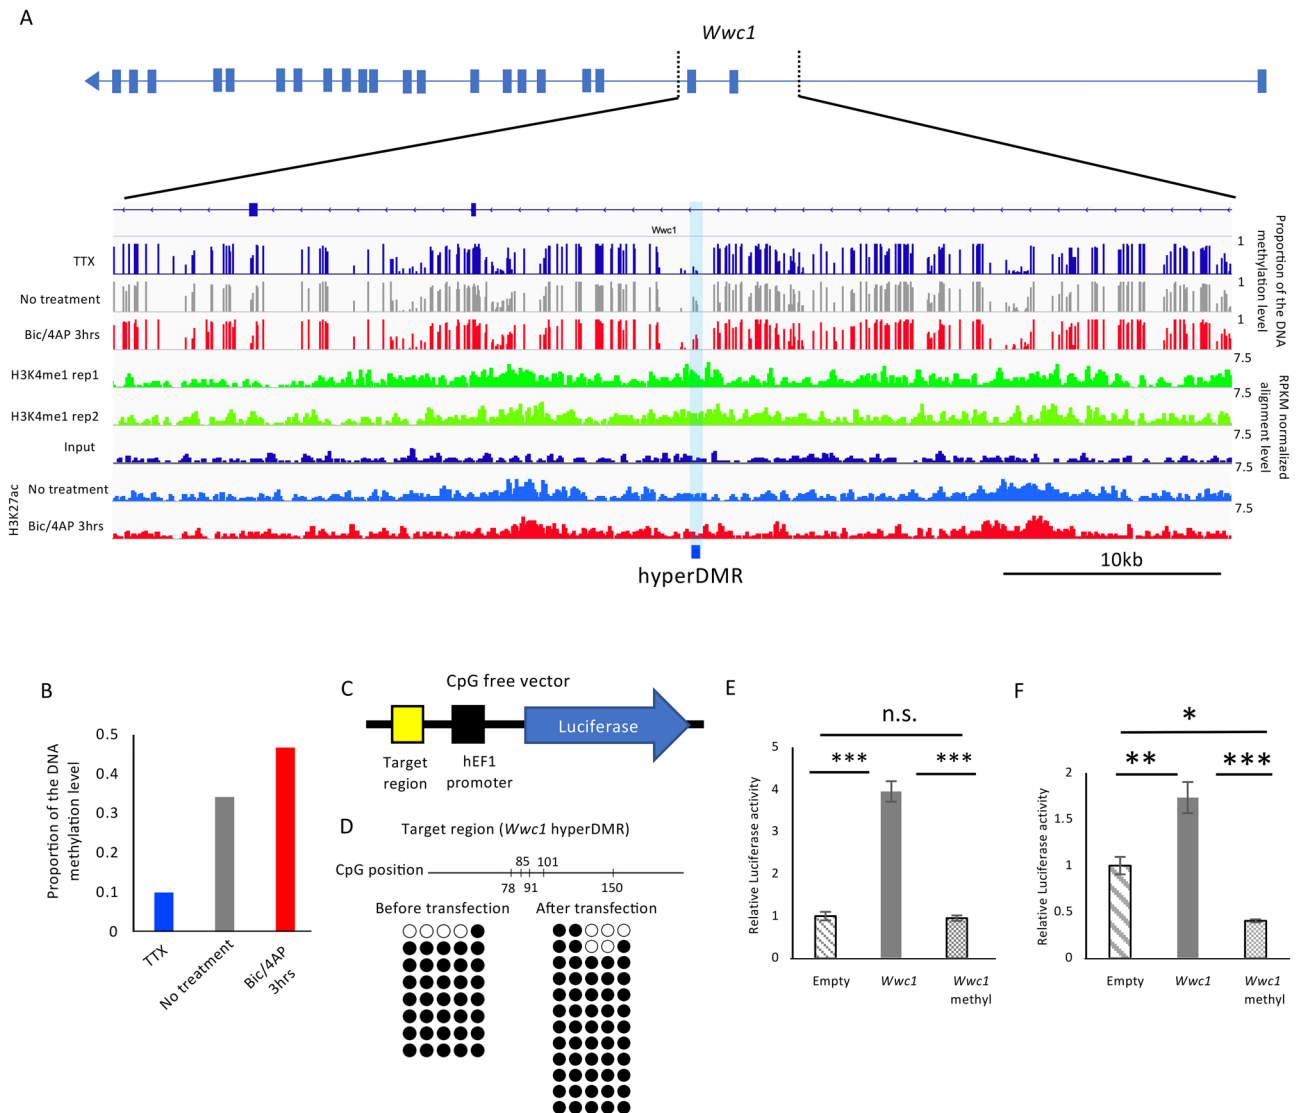 A
Wwc1
Wwc1
TTX
No treatment
Bic/4AP 3hrs
H3K4me1 rep1
H3K4me1 rep2
Input
H3K27ac
No treatment
Bic/4AP 3hrs
1
1
1
7.5
7.5
7.5
7.5
7.5
Proportion of the DNA
methylation level
RPKM normalized
alignment level
hyperDMR
10kb
B
Proportion of the DNA
methylation level
0.5
0.4
0.3
0.2
0.1
0
TTX
No treatment
Bic/4AP
3hrs
C
CpG free vector
Luciferase
Target
region
hEF1
promoter
D
Target region (Wwc1 hyperDMR)
CpG position
85 101
78 91 150
Before transfection
After transfection
E
n.s.
*** ***
Relative Luciferase activity
5
4
3
2
1
0
Empty
Wwc1
Wwc1
methyl
F
*
** ***
Relative Luciferase activity
2
1.5
1
0.5
0
Empty
Wwc1
Wwc1
methyl